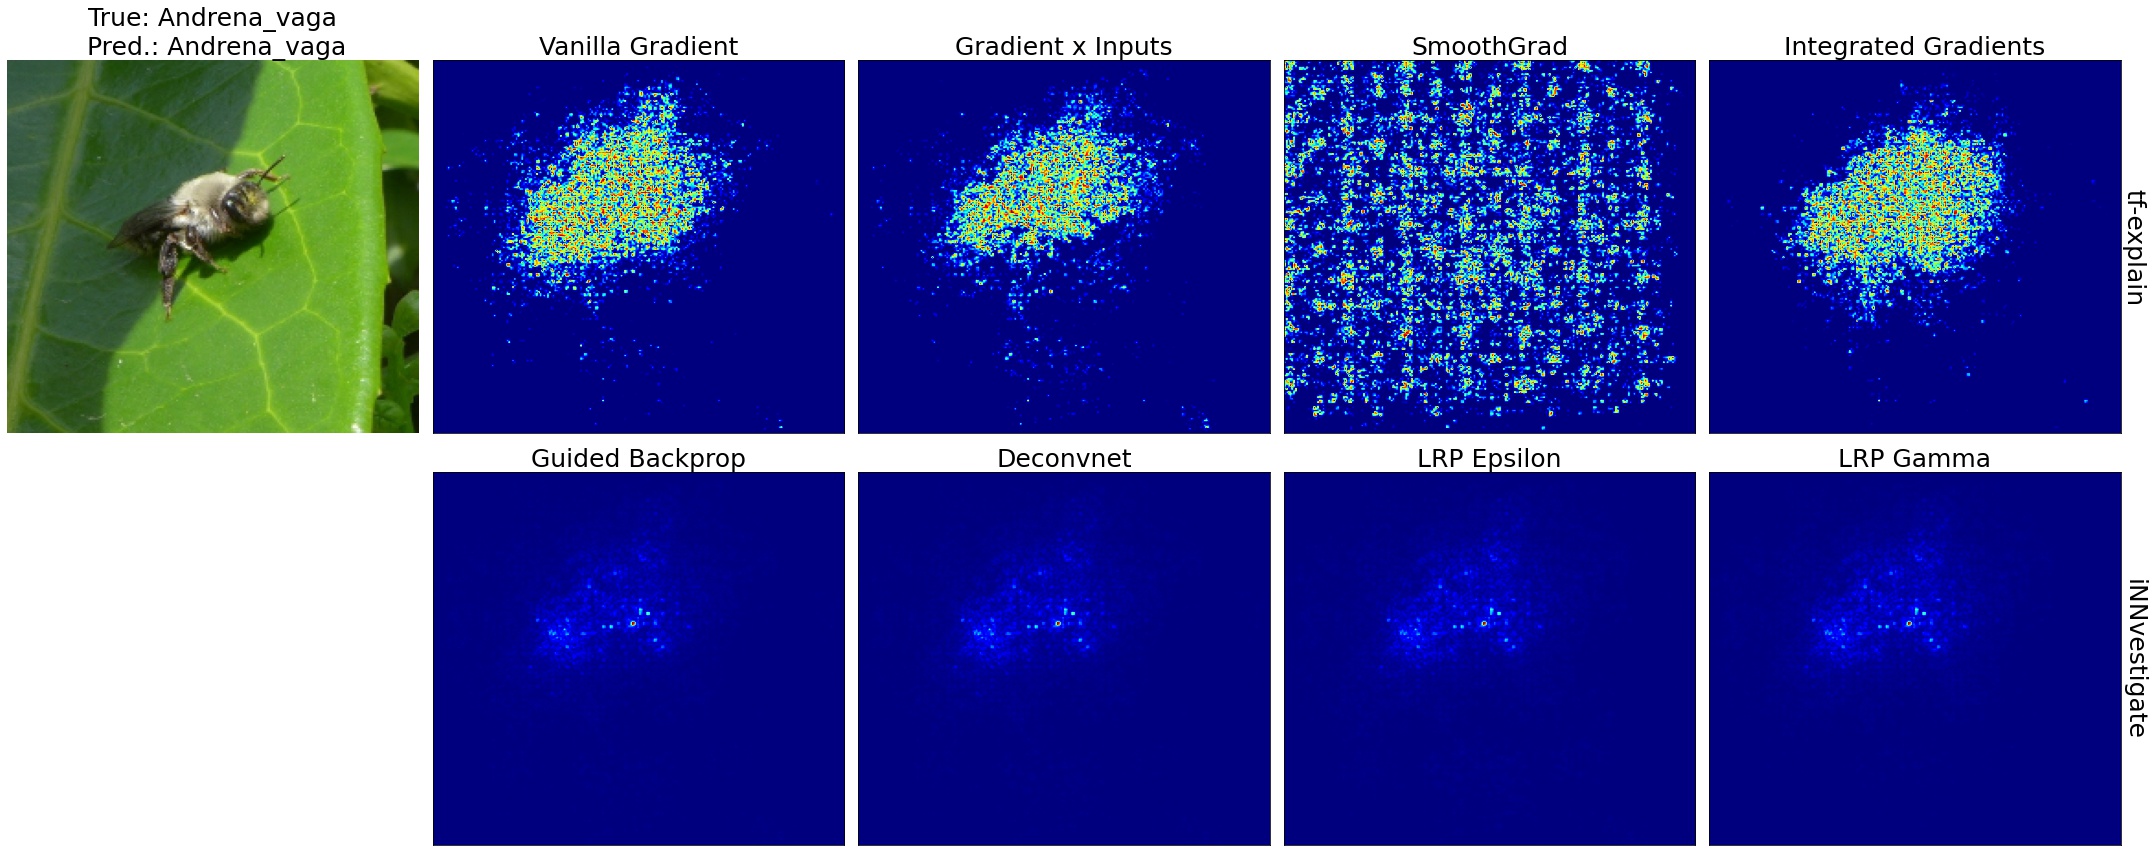 True: Andrena_vaga
Pred.: Andrena_vaga
Vanilla Gradient
Gradient x Inputs
SmoothGrad
Integrated Gradients
tf-explain
Guided Backprop
Deconvnet
LRP Epsilon
LRP Gamma
iNNvestigate